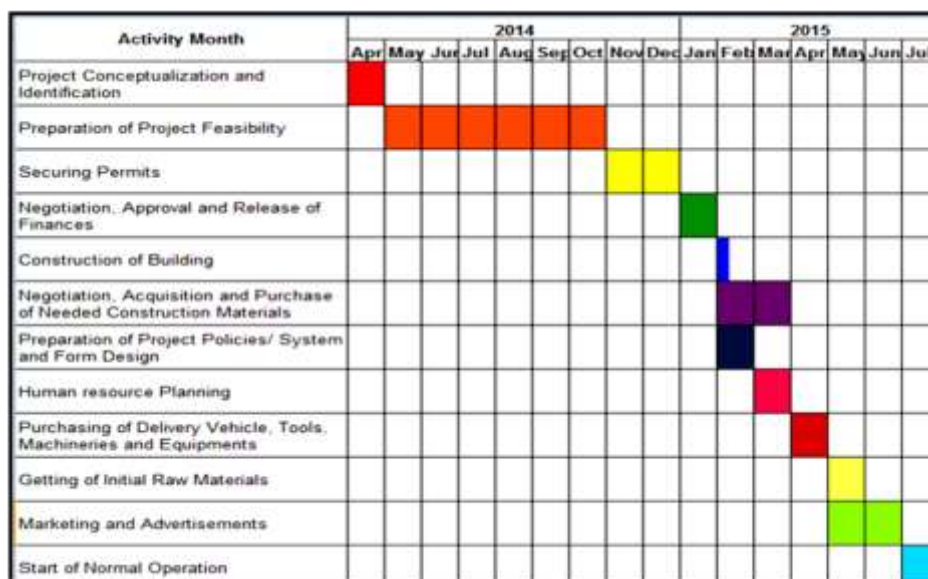 Activity Month
2014
2015
Apr May Jur Jul Aug Sep Oct Nov Dec Jan Feb Mar Apr May Jun Jul
Project Conceptualization and
Identification
Preparation of Project Feasibility
Securing Permits
Negotiation, Approval and Release of
Finances
Construction of Building
Negotiation, Acquisition and Purchase
of Needed Construction Materials
Preparation of Project Policies/ System
and Form Design
Human resource Planning
Purchasing of Delivery Vehicle, Tools,
Machineries and Equipments
Getting of Initial Raw Materials
Marketing and Advertisements
Start of Normal Operation